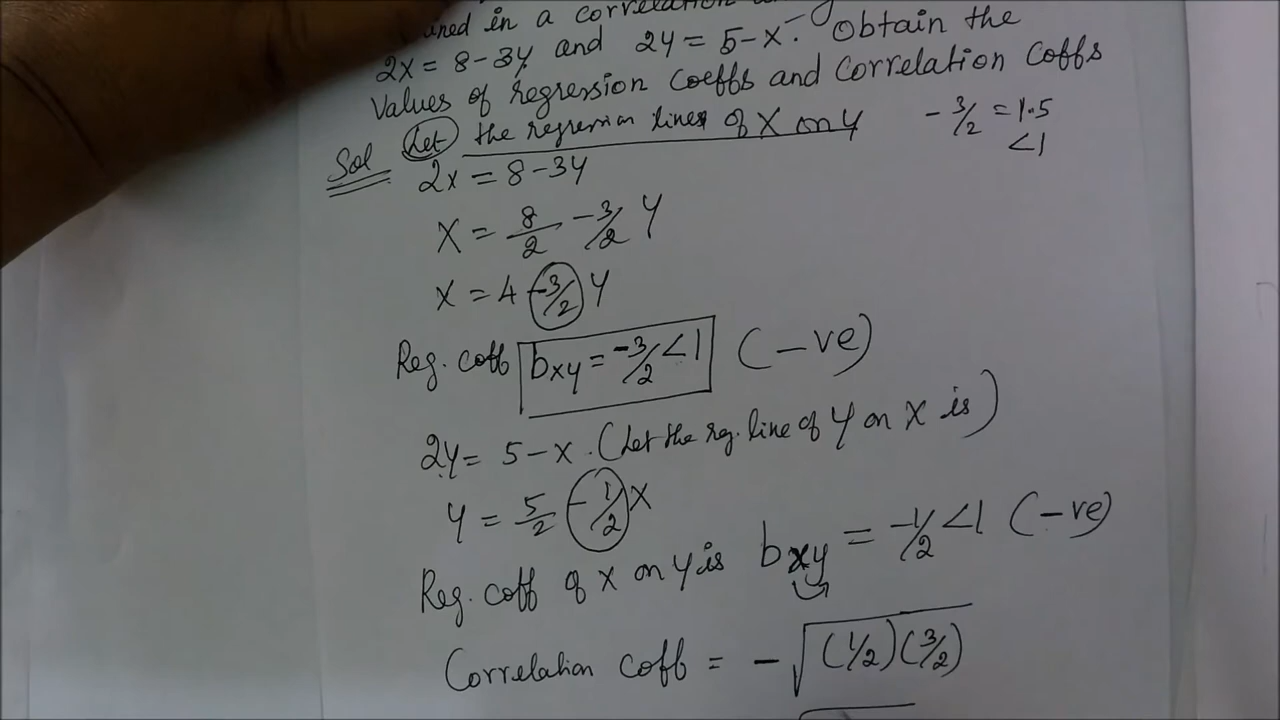 in a correlation
2x = 8-3y and 2y = 5-x. Obtain the
values of regression coeffs and correlation coffs
Sol Let the regression lines of X on Y
-3/2 = 1.5
<1
2x = 8-3y
X = 8/2 -3/2 Y
X = 4 -3/2 Y
Reg. coff bxy = -3/2 <1 (-ve)
2y = 5-x. (Let the reg. line of Y on X is)
Y = 5/2 -1/2 X
Reg. coff of X on Y is bxy = -1/2 <1 (-ve)
Correlation coff = -√(1/2)(3/2)